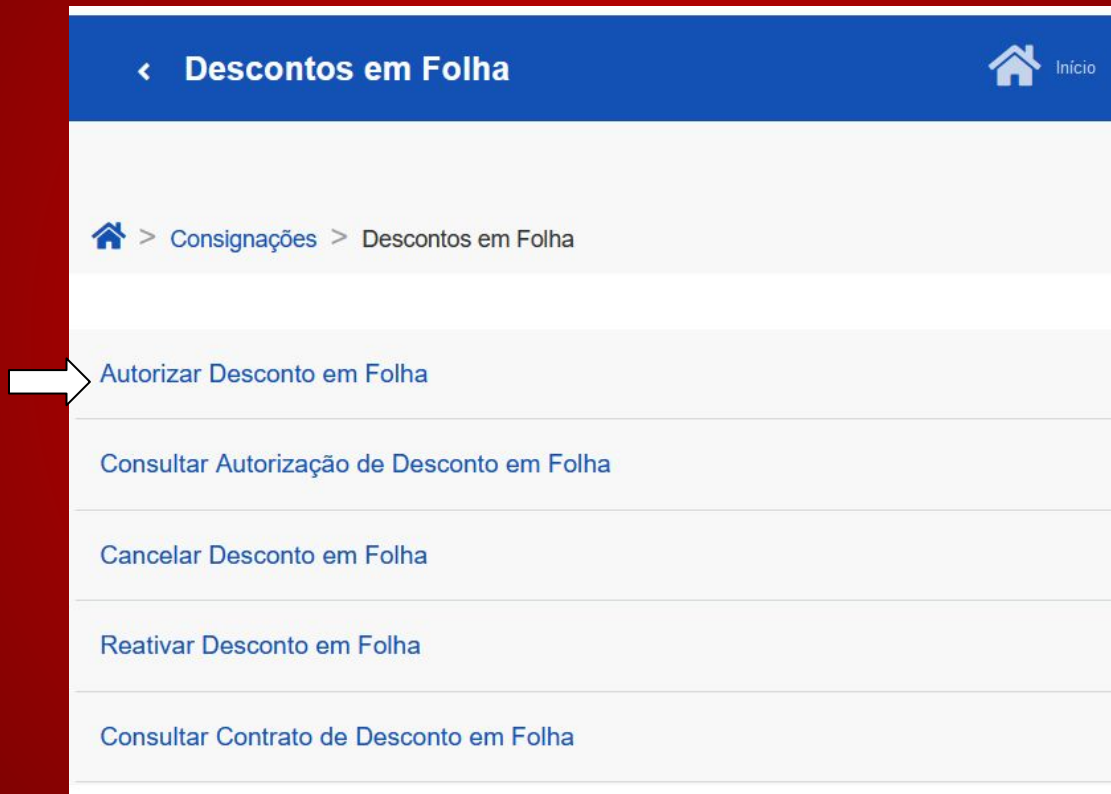 ‹ Descontos em Folha
Início
> Consignações > Descontos em Folha
Autorizar Desconto em Folha
Consultar Autorização de Desconto em Folha
Cancelar Desconto em Folha
Reativar Desconto em Folha
Consultar Contrato de Desconto em Folha